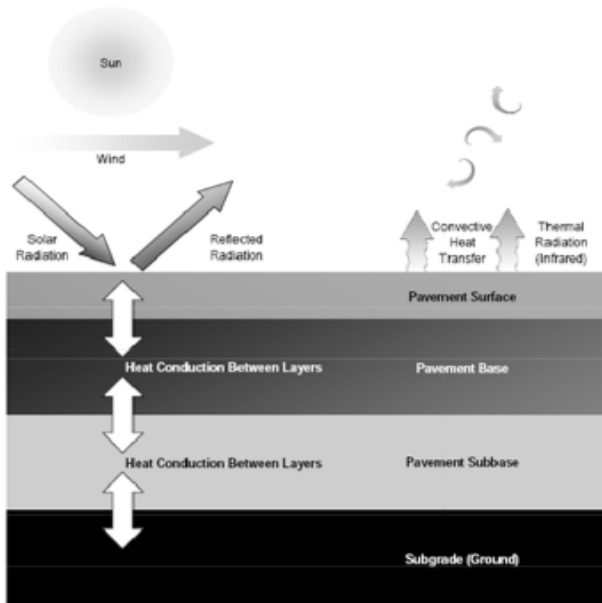 Sun
Wind
Solar
Radiation
Reflected
Radiation
Convective
Heat
Transfer
Thermal
Radiation
(Infrared)
Pavement Surface
Heat Conduction Between Layers
Pavement Base
Heat Conduction Between Layers
Pavement Subbase
Subgrade (Ground)